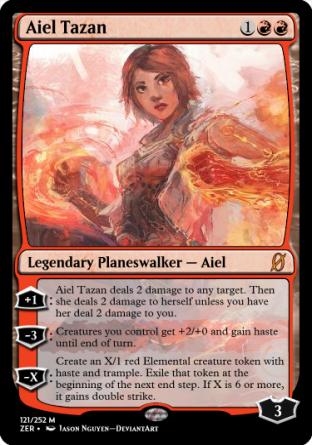 Aiel Tazan 1
Legendary Planeswalker — Aiel
+1: Aiel Tazan deals 2 damage to any target. Then
she deals 2 damage to herself unless you have
her deal 2 damage to you.
-3: Creatures you control get +2/+0 and gain haste
until end of turn.
-X: Create an X/1 red Elemental creature token with
haste and trample. Exile that token at the
beginning of the next end step. If X is 6 or more,
it gains double strike.
3
121/252 M
ZER • Jason Nguyen—DeviantArt